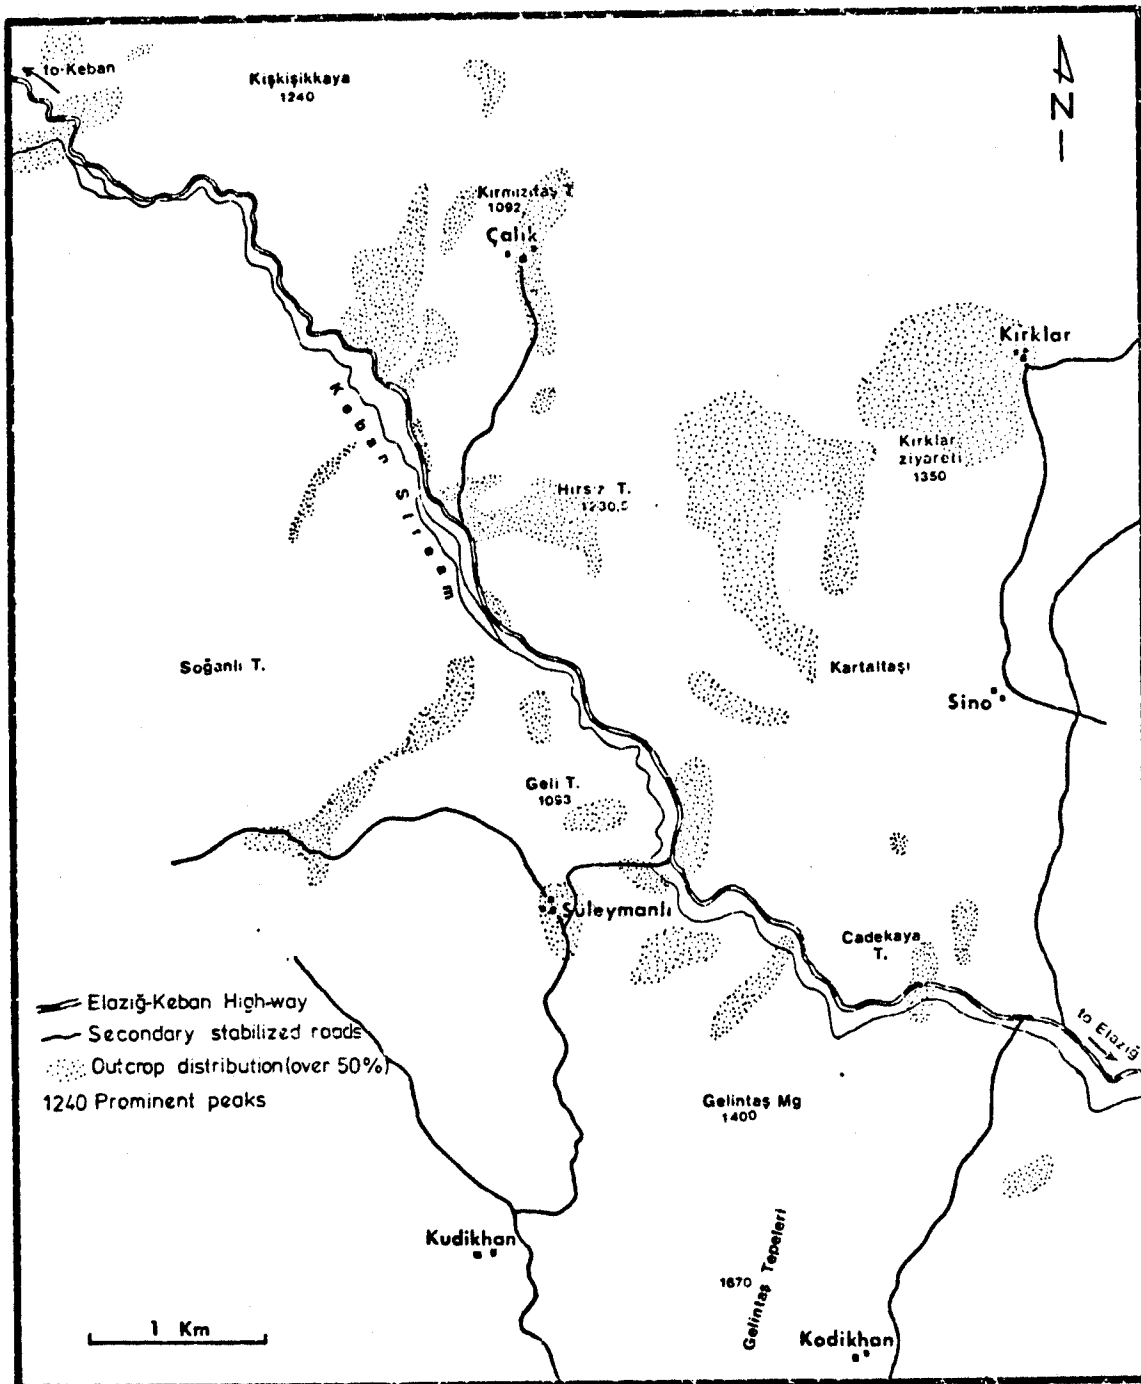 to Keban
Kışkışikkaya
1240
N
Kırmızıtaş T.
1092
Çalık
Kırklar
Keban Stream
Kırklar
ziyareti
1350
Hırsız T.
1230,5
Soğanlı T.
Kartaltaşı
Sino
Geli T.
1093
Süleymanlı
Cadekaya
T.
Elazığ-Keban High-way
Secondary stabilized roads
Outcrop distribution (over 50%)
1240 Prominent peaks
to Elazığ
Gelintaş Mg
1400
Kudikhan
1670
Gelintaş Tepeleri
Kodikhan
1 Km